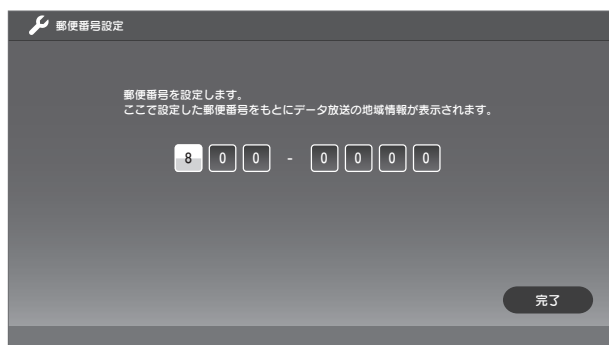 郵便番号設定
郵便番号を設定します。
ここで設定した郵便番号をもとにデータ放送の地域情報が表示されます。
8 0 0 - 0 0 0 0
完了